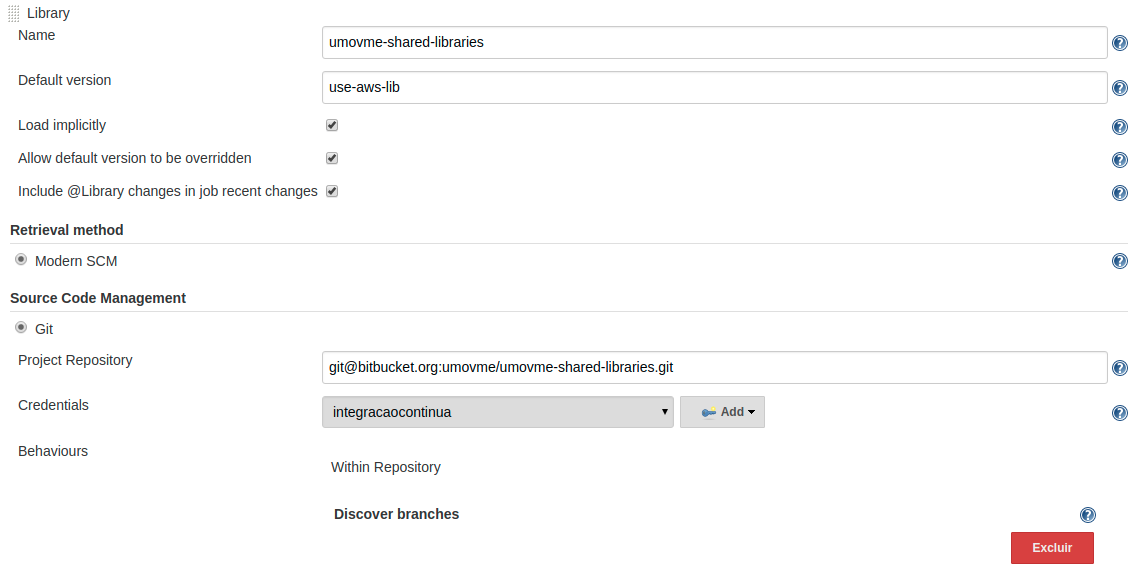 Library
Name
umovme-shared-libraries
Default version
use-aws-lib
Load implicitly
Allow default version to be overridden
Include @Library changes in job recent changes
Retrieval method
Modern SCM
Source Code Management
Git
Project Repository
git@bitbucket.org:umovme/umovme-shared-libraries.git
Credentials
integracaocontinua
Add
Behaviours
Within Repository
Discover branches
Excluir